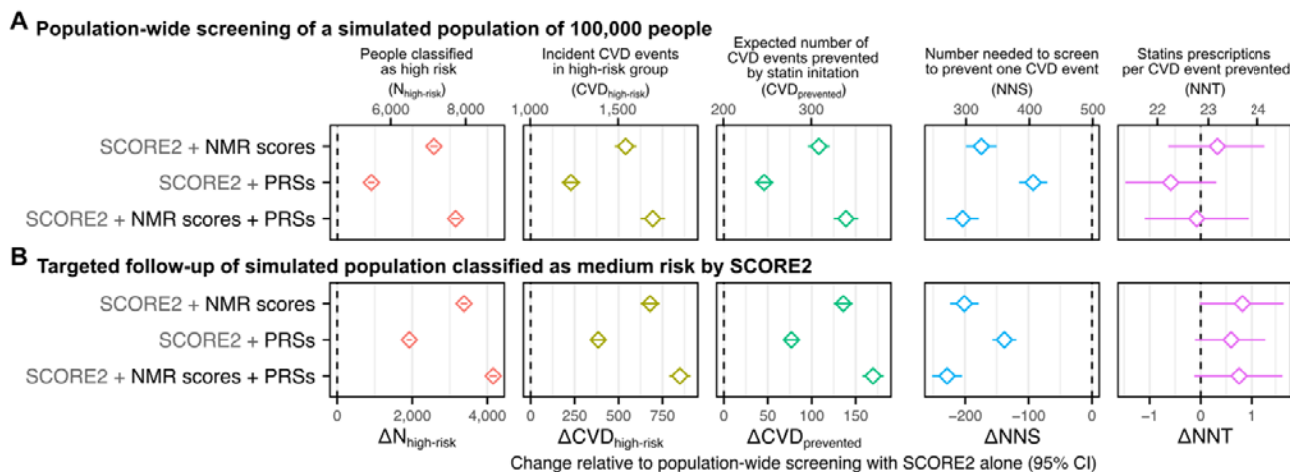 A Population-wide screening of a simulated population of 100,000 people
People classified
as high risk
(Nhigh-risk)
6,000 8,000
Incident CVD events
in high-risk group
(CVDhigh-risk)
1,000 1,500
Expected number of
CVD events prevented
by statin initation
(CVDprevented)
200 300
Number needed to screen
to prevent one CVD event
(NNS)
300 400 500
Statins prescriptions
per CVD event prevented
(NNT)
22 23 24
SCORE2 + NMR scores
SCORE2 + PRSs
SCORE2 + NMR scores + PRSs
B Targeted follow-up of simulated population classified as medium risk by SCORE2
SCORE2 + NMR scores
SCORE2 + PRSs
SCORE2 + NMR scores + PRSs
0 2,000 4,000
ΔNhigh-risk
0 250 500 750
ΔCVDhigh-risk
0 50 100 150
ΔCVDprevented
−200 −100 0
ΔNNS
−1 0 1
ΔNNT
Change relative to population-wide screening with SCORE2 alone (95% CI)